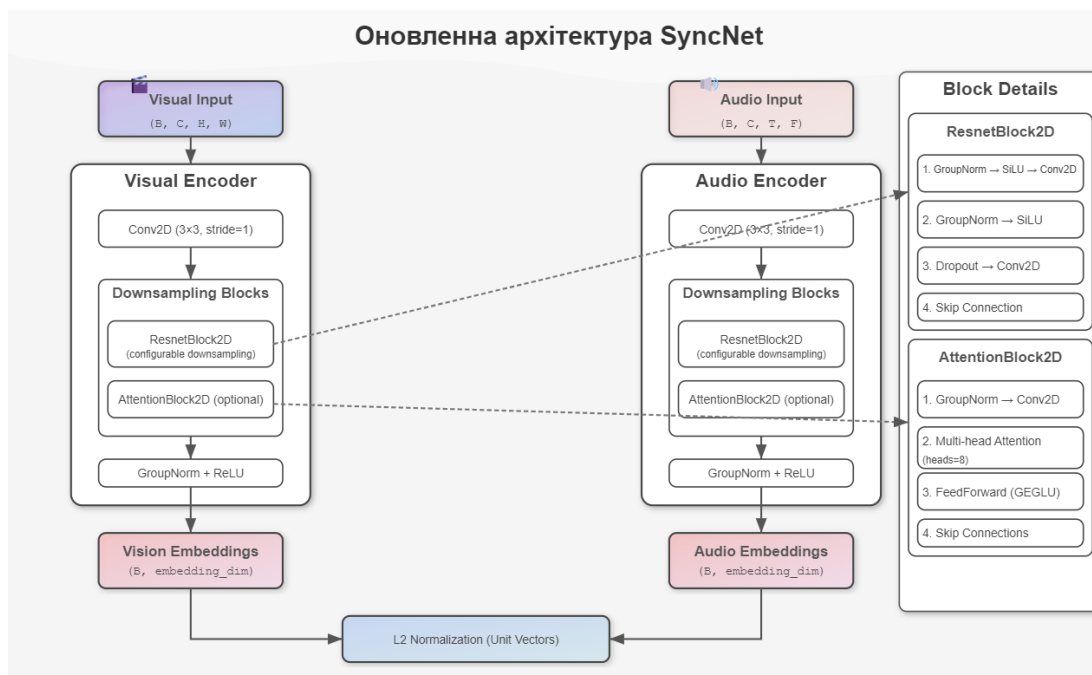 Оновленна архітектура SyncNet
Visual Input
(B, C, H, W)
Visual Encoder
Conv2D (3×3, stride=1)
Downsampling Blocks
ResnetBlock2D
(configurable downsampling)
AttentionBlock2D (optional)
GroupNorm + ReLU
Vision Embeddings
(B, embedding_dim)
Audio Input
(B, C, T, F)
Audio Encoder
Conv2D (3×3, stride=1)
Downsampling Blocks
ResnetBlock2D
(configurable downsampling)
AttentionBlock2D (optional)
GroupNorm + ReLU
Audio Embeddings
(B, embedding_dim)
L2 Normalization (Unit Vectors)
Block Details
ResnetBlock2D
1. GroupNorm → SiLU → Conv2D
2. GroupNorm → SiLU
3. Dropout → Conv2D
4. Skip Connection
AttentionBlock2D
1. GroupNorm → Conv2D
2. Multi-head Attention
(heads=8)
3. FeedForward (GEGLU)
4. Skip Connections